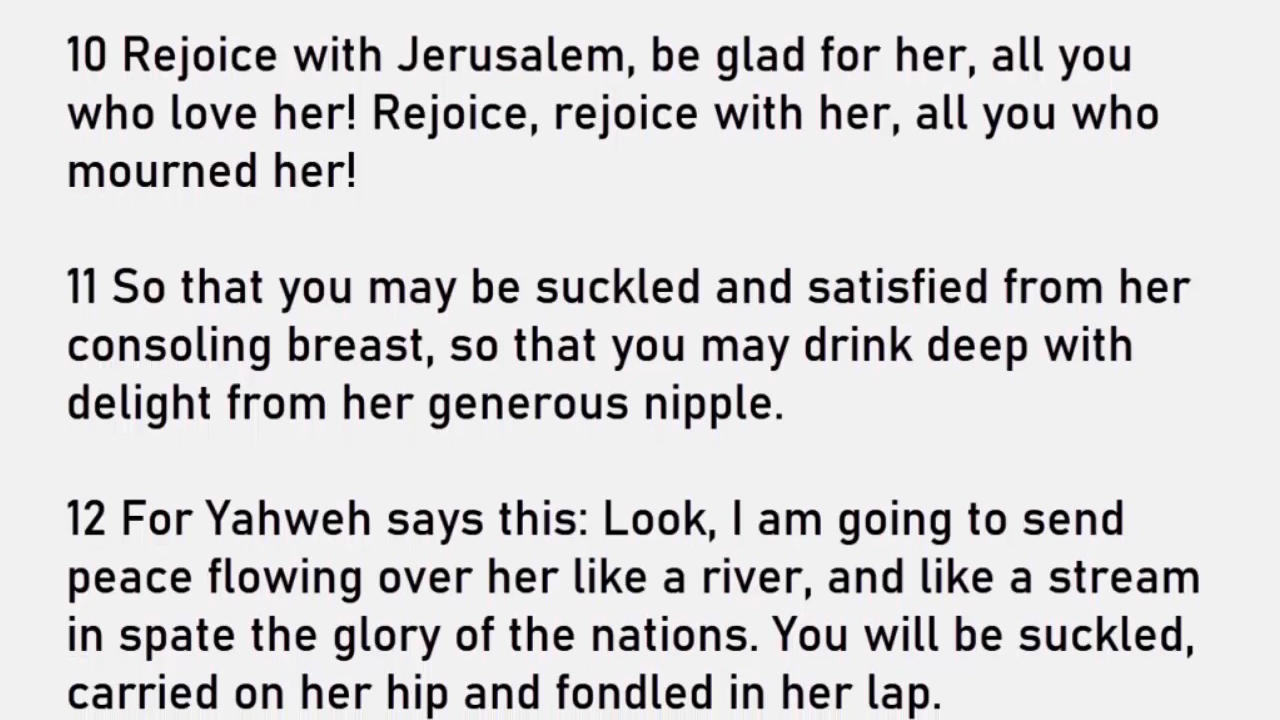 10 Rejoice with Jerusalem, be glad for her, all you
who love her! Rejoice, rejoice with her, all you who
mourned her!
11 So that you may be suckled and satisfied from her
consoling breast, so that you may drink deep with
delight from her generous nipple.
12 For Yahweh says this: Look, I am going to send
peace flowing over her like a river, and like a stream
in spate the glory of the nations. You will be suckled,
carried on her hip and fondled in her lap.